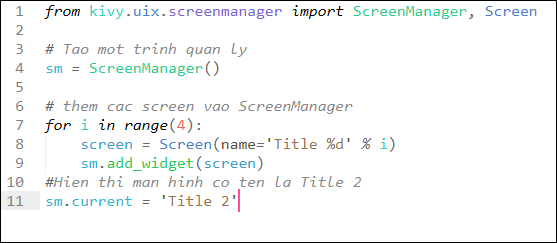 1 from kivy.uix.screenmanager import ScreenManager, Screen
2
3 # Tao mot trinh quan ly
4 sm = ScreenManager()
5
6 # them cac screen vao ScreenManager
7 for i in range(4):
8     screen = Screen(name='Title %d' % i)
9     sm.add_widget(screen)
10 #Hien thi man hinh co ten la Title 2
11 sm.current = 'Title 2'